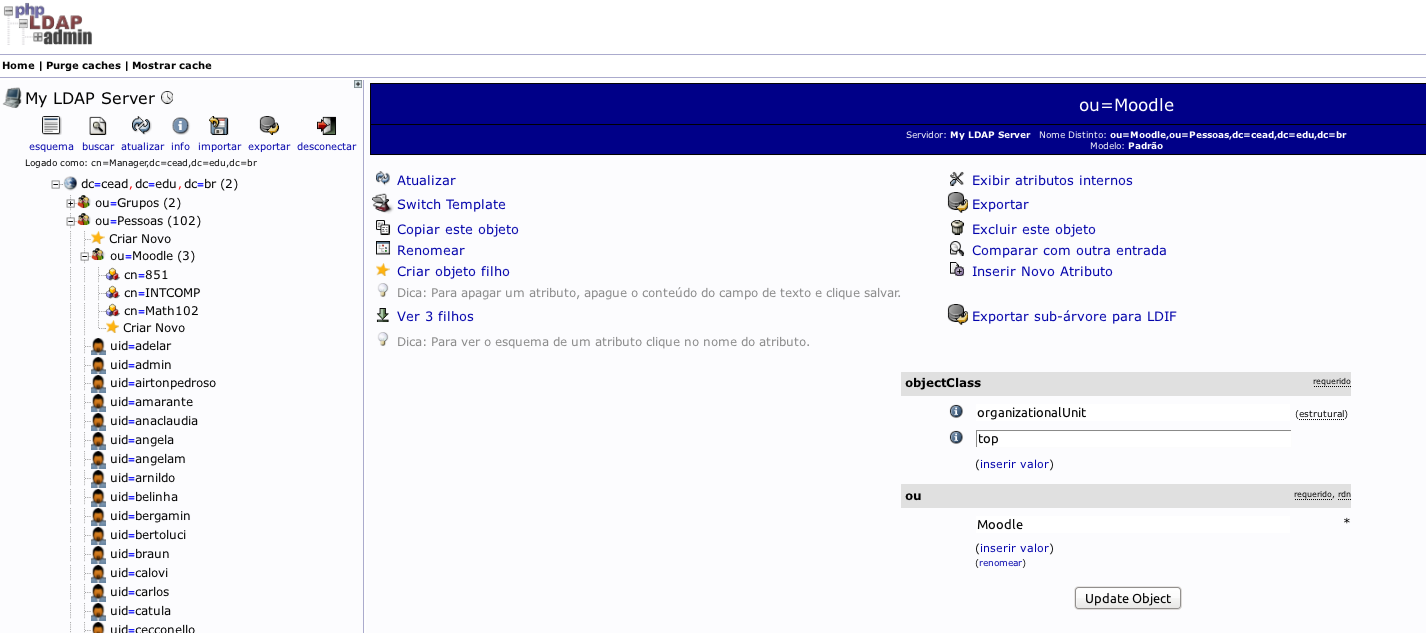 php
LDAP
admin
Home | Purge caches | Mostrar cache
My LDAP Server
esquema buscar atualizar info importar exportar desconectar
Logado como: cn=Manager,dc=cead,dc=edu,dc=br
dc=cead,dc=edu,dc=br (2)
ou=Grupos (2)
ou=Pessoas (102)
Criar Novo
ou=Moodle (3)
cn=851
cn=INTCOMP
cn=Math102
Criar Novo
uid=adelar
uid=admin
uid=airtonpedroso
uid=amarante
uid=anaclaudia
uid=angela
uid=angelam
uid=arnildo
uid=belinha
uid=bergamin
uid=bertoluci
uid=braun
uid=calovi
uid=carlos
uid=catula
uid=cecconello
ou=Moodle
Servidor: My LDAP Server Nome Distinto: ou=Moodle,ou=Pessoas,dc=cead,dc=edu,dc=br
Modelo: Padrão
Atualizar
Switch Template
Copiar este objeto
Renomear
Criar objeto filho
Dica: Para apagar um atributo, apague o conteúdo do campo de texto e clique salvar.
Ver 3 filhos
Dica: Para ver o esquema de um atributo clique no nome do atributo.
Exibir atributos internos
Exportar
Excluir este objeto
Comparar com outra entrada
Inserir Novo Atributo
Exportar sub-árvore para LDIF
objectClass requerido
organizationalUnit (estrutural)
top
(inserir valor)
ou requerido, rdn
Moodle *
(inserir valor)
(renomear)
Update Object